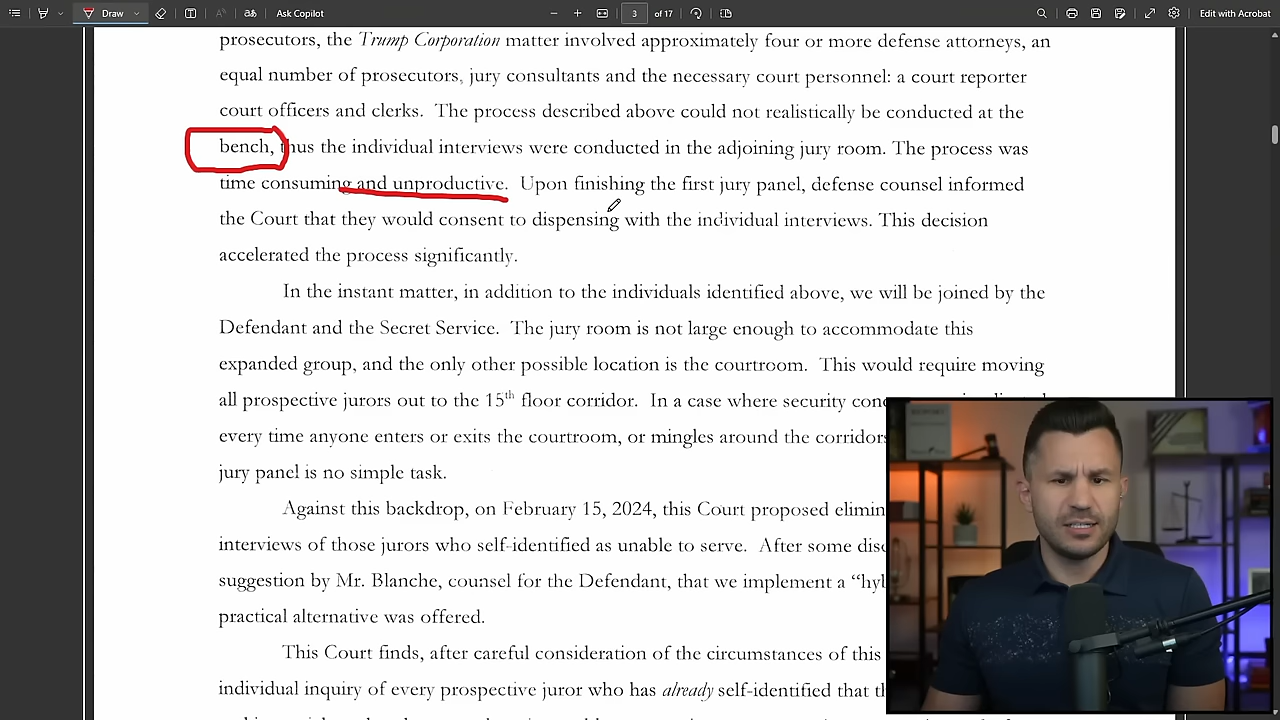 Draw
Ask Copilot
3 of 17
Edit with Acrobat
prosecutors, the Trump Corporation matter involved approximately four or more defense attorneys, an
equal number of prosecutors, jury consultants and the necessary court personnel: a court reporter
court officers and clerks. The process described above could not realistically be conducted at the
bench, thus the individual interviews were conducted in the adjoining jury room. The process was
time consuming and unproductive. Upon finishing the first jury panel, defense counsel informed
the Court that they would consent to dispensing with the individual interviews. This decision
accelerated the process significantly.
In the instant matter, in addition to the individuals identified above, we will be joined by the
Defendant and the Secret Service. The jury room is not large enough to accommodate this
expanded group, and the only other possible location is the courtroom. This would require moving
all prospective jurors out to the 15th floor corridor. In a case where security
every time anyone enters or exits the courtroom, or mingles around the corridors
jury panel is no simple task.
Against this backdrop, on February 15, 2024, this Court proposed
interviews of those jurors who self-identified as unable to serve. After some
suggestion by Mr. Blanche, counsel for the Defendant, that we implement a
practical alternative was offered.
This Court finds, after careful consideration of the circumstances of this
individual inquiry of every prospective juror who has already self-identified that